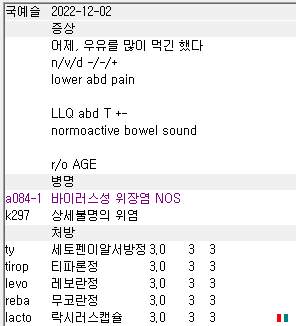 국예슬 2022-12-02
증상
어제, 우유를 많이 먹긴 했다
n/v/d -/-/+
lower abd pain
LLQ abd T +-
normoactive bowel sound
r/o AGE
병명
a084-1 바이러스성 위장염 NOS
k297 상세불명의 위염
처방
ty 세토펜이알서방정 3.0 3 3
tirop 티파론정 3.0 3 3
levo 레보란정 3.0 3 3
reba 무코란정 3.0 3 3
lacto 락시러스캡슐 3.0 3 3